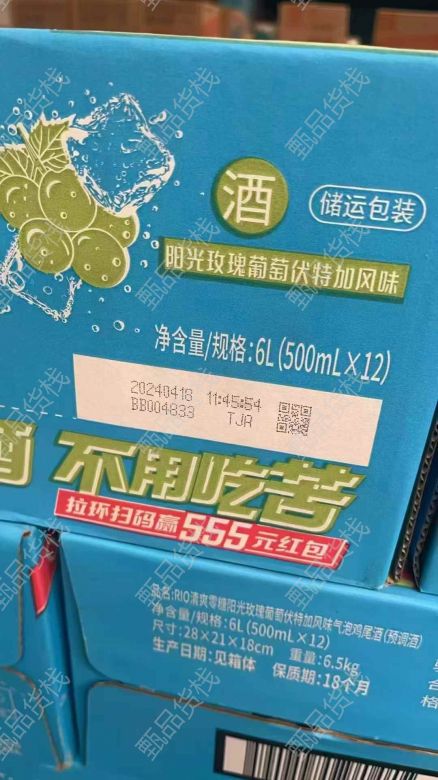 酒
储运包装
阳光玫瑰葡萄伏特加风味
净含量/规格:6L(500mL×12)
20240418 11:45:54
BB004833 TJA
不用吃苦
拉环扫码赢555元红包
品名:RIO清爽零糖阳光玫瑰葡萄伏特加风味气泡鸡尾酒(预调酒)
净含量/规格:6L(500mL×12)
尺寸:28×21×18cm 重量:6.5kg
生产日期:见箱体 保质期:18个月
甄品货栈